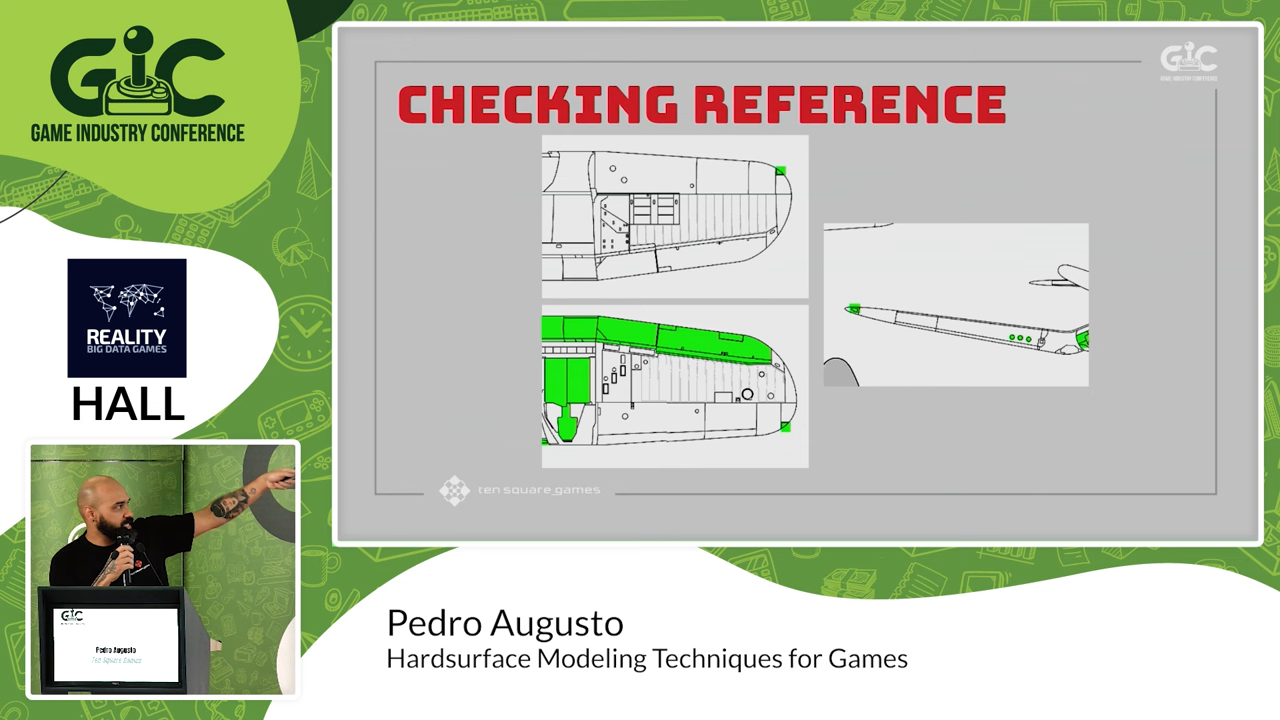 GIC
GAME INDUSTRY CONFERENCE
REALITY
BIG DATA GAMES
HALL
CHECKING REFERENCE
GIC
GAME INDUSTRY CONFERENCE
ten square games
GIC
Pedro Augusto
Ten Square Games
Pedro Augusto
Hardsurface Modeling Techniques for Games